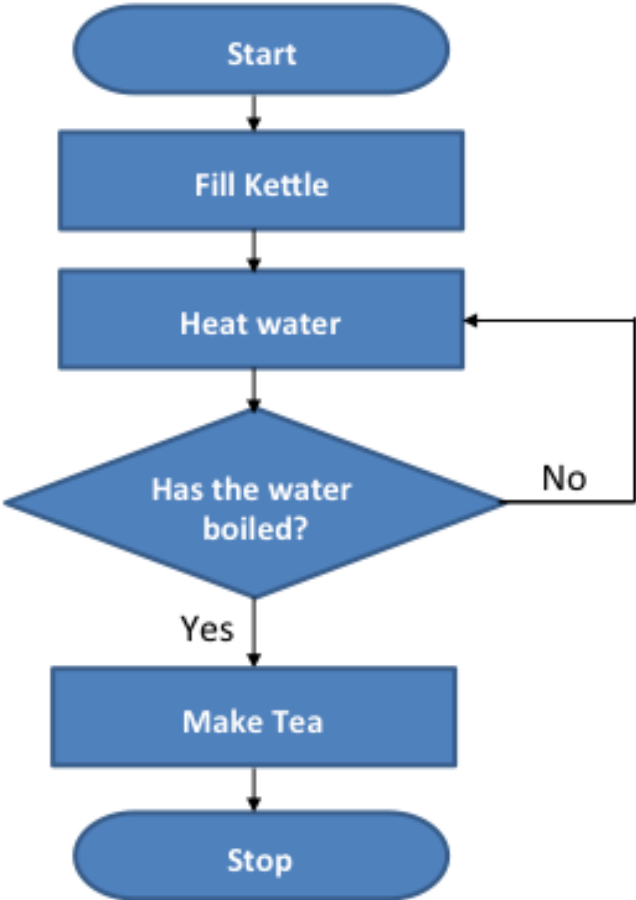 Start
Fill Kettle
Heat water
Has the water
boiled?
No
Yes
Make Tea
Stop